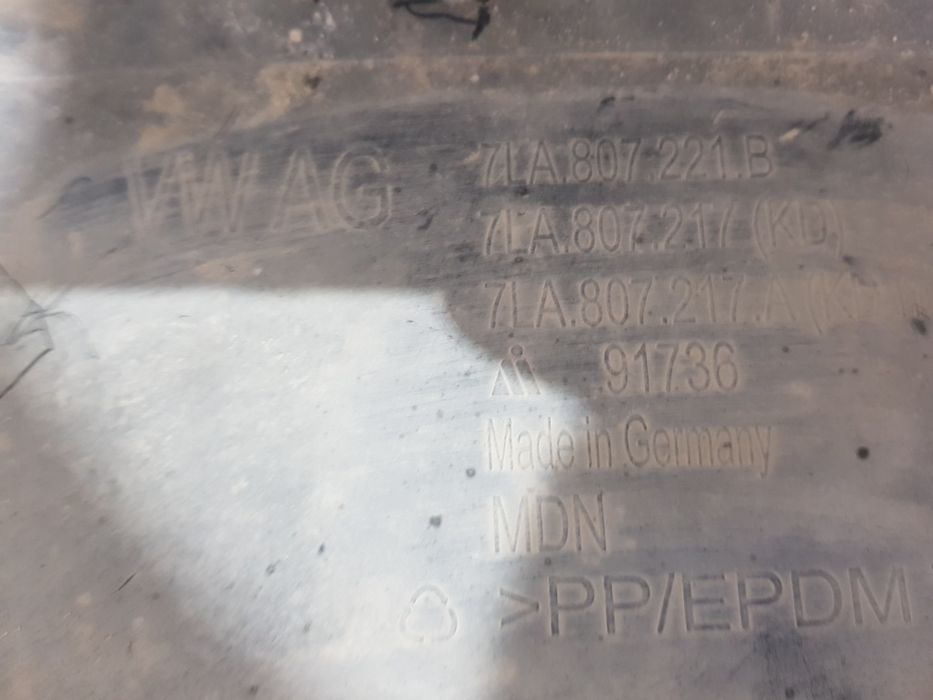 VW AG
7LA.807.221.B
7LA.807.217 (KD)
7LA.807.217.A (KD)
91736
Made in Germany
MDN
>PP/EPDM